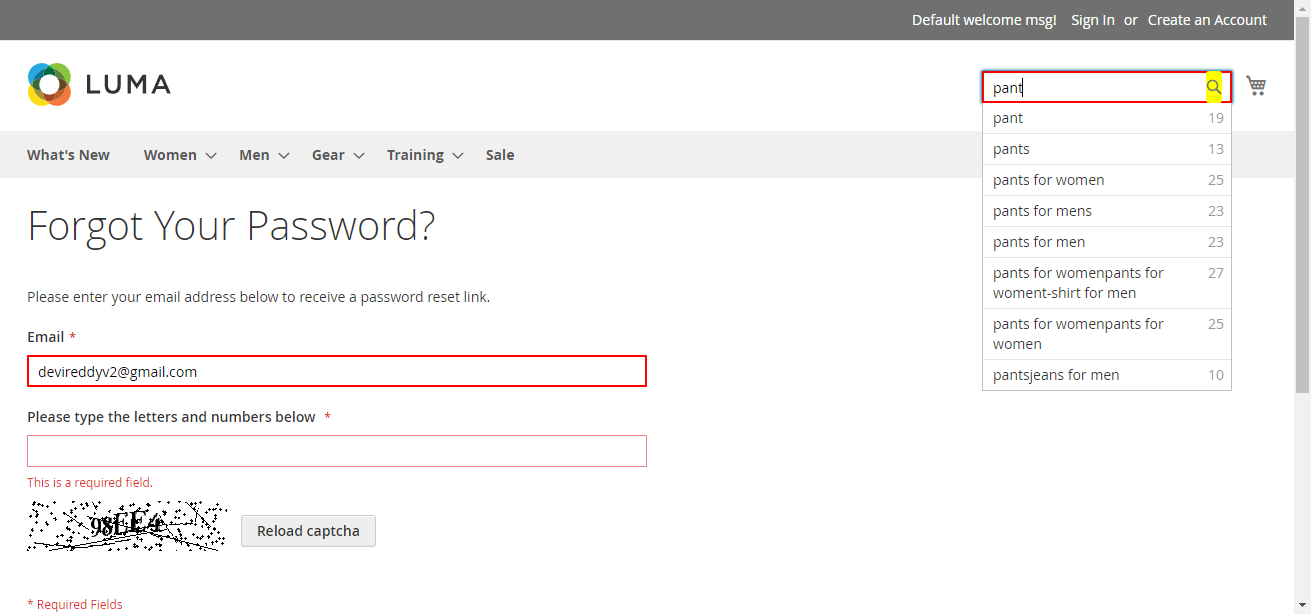 Default welcome msg! Sign In or Create an Account
LUMA
pant
What's New Women Men Gear Training Sale
pant 19
pants 13
pants for women 25
pants for mens 23
pants for men 23
pants for womenpants for 27
woment-shirt for men
pants for womenpants for 25
women
pantsjeans for men 10
Forgot Your Password?
Please enter your email address below to receive a password reset link.
Email *
devireddyv2@gmail.com
Please type the letters and numbers below *
This is a required field.
98EE4
Reload captcha
* Required Fields